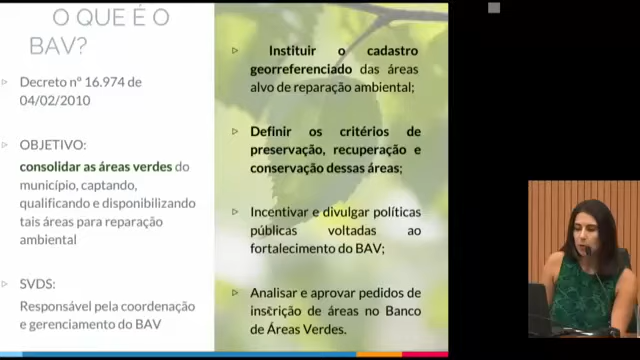 O QUE É O
BAV?
Decreto nº 16.974 de
04/02/2010
OBJETIVO:
consolidar as áreas verdes do
município, captando,
qualificando e disponibilizando
tais áreas para reparação
ambiental
SVDS:
Responsável pela coordenação
e gerenciamento do BAV
Instituir o cadastro
georreferenciado das áreas
alvo de reparação ambiental;
Definir os critérios de
preservação, recuperação e
conservação dessas áreas;
Incentivar e divulgar políticas
públicas voltadas ao
fortalecimento do BAV;
Analisar e aprovar pedidos de
inscrição de áreas no Banco
de Áreas Verdes.